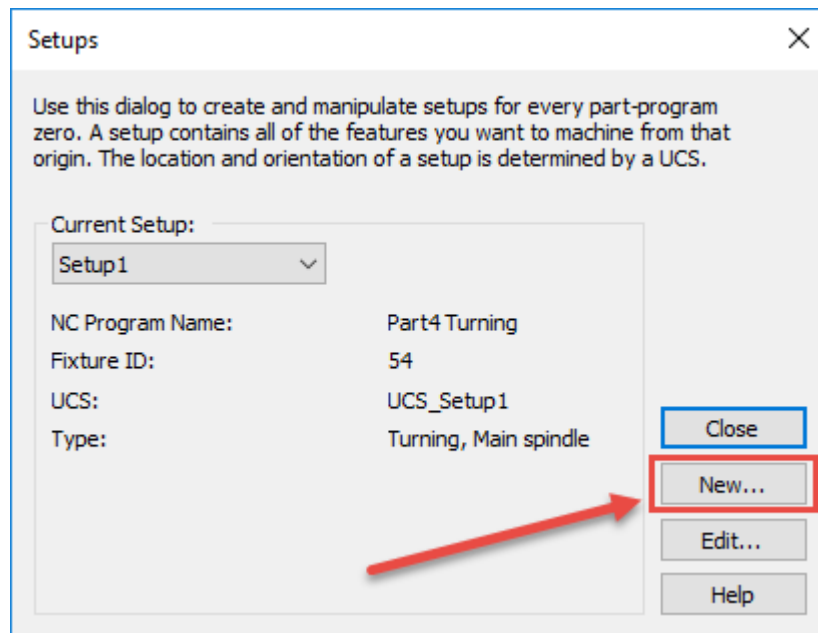 Setups
Use this dialog to create and manipulate setups for every part-program
zero. A setup contains all of the features you want to machine from that
origin. The location and orientation of a setup is determined by a UCS.
Current Setup:
Setup1
NC Program Name: Part4 Turning
Fixture ID: 54
UCS: UCS_Setup1
Type: Turning, Main spindle
Close
New...
Edit...
Help